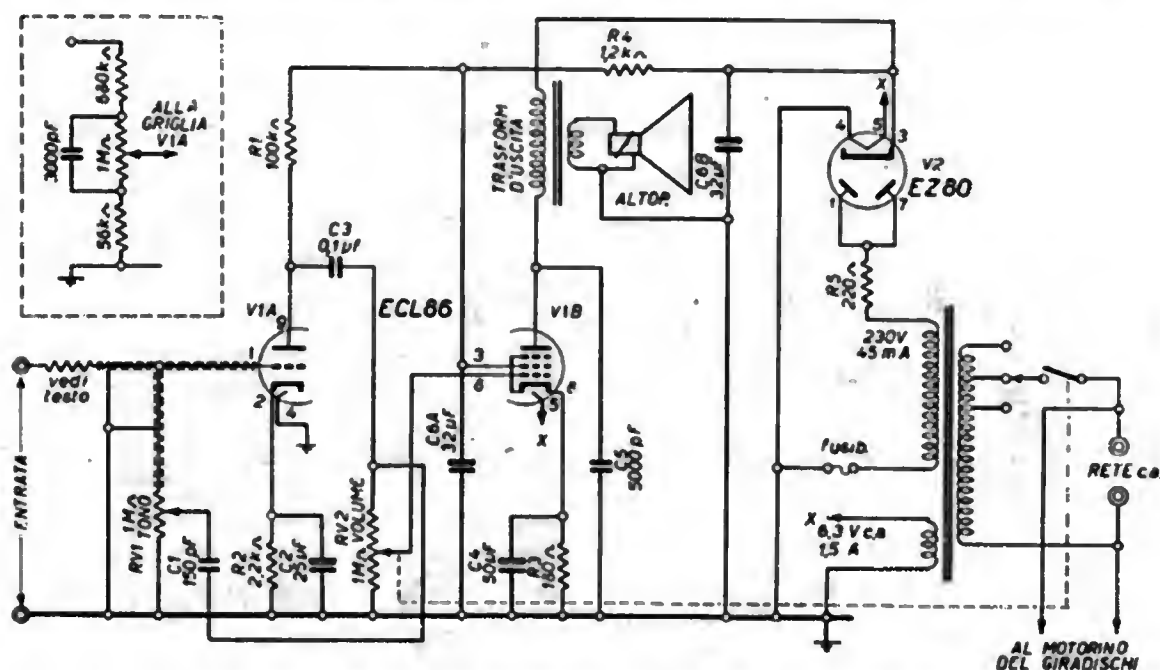 680kΩ
3000pF
1MΩ
56kΩ
ALLA
GRIGLIA
V1A
R1
100kΩ
C3
0,1µF
V1A
9
ECL86
1
2
4
vedi
testo
ENTRATA
RV1
1MΩ
TONO
C1
150pF
R2
2,2kΩ
C2
25µF
RV2
1MΩ VOLUME
C6A
32µF
R4
1,2kΩ
TRASFORM.
D'USCITA
ALTOP.
C6B
32µF
V1B
3
6
8
5
X
C5
5000pF
C4
50µF
R3
180Ω
X
4
5
3
V2
EZ80
1
7
R5
220Ω
230V
45mA
fusib.
X
6,3 V c.a
1,5 A
RETE c.a.
AL MOTORINO
DEL GIRADISCHI